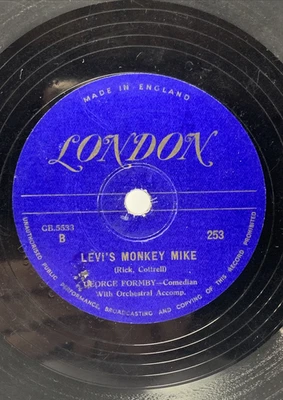 MADE IN ENGLAND
LONDON
GB.5533
B
253
LEVI'S MONKEY MIKE
(Rick, Cottrell)
GEORGE FORMBY—Comedian
With Orchestral Accomp.
UNAUTHORISED PUBLIC PERFORMANCE, BROADCASTING AND COPYING OF THIS RECORD PROHIBITED